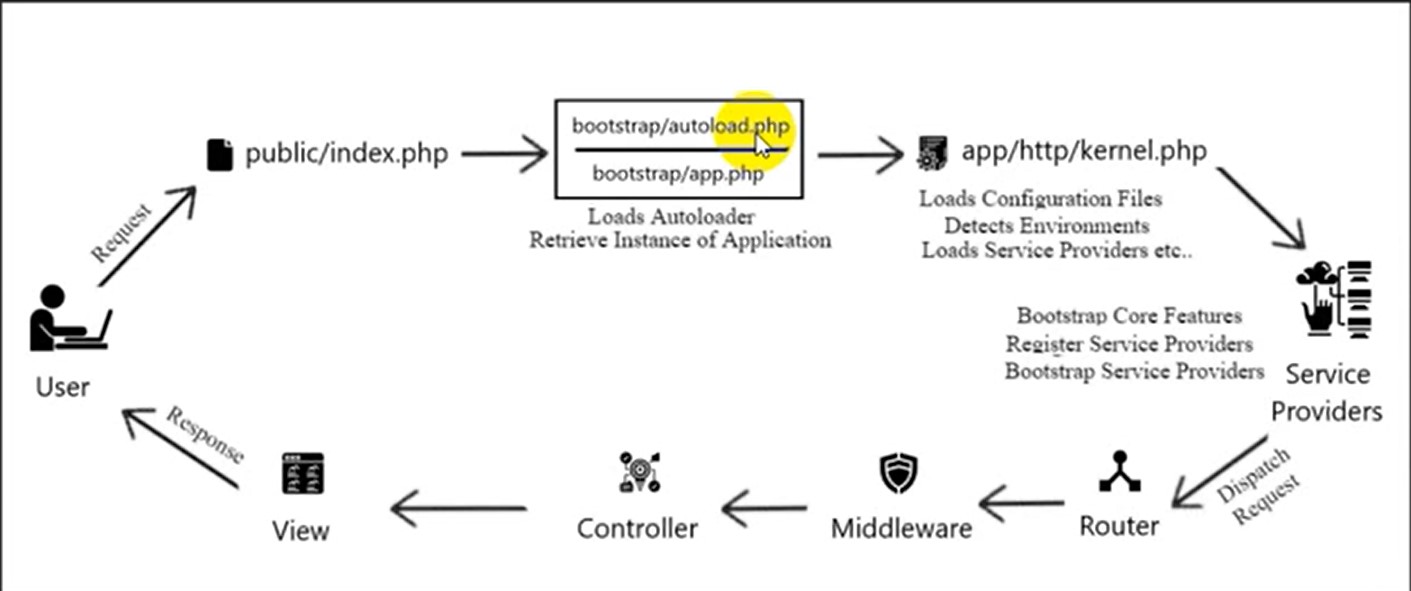 public/index.php
bootstrap/autoload.php
bootstrap/app.php
Loads Autoloader
Retrieve Instance of Application
app/http/kernel.php
Loads Configuration Files
Detects Environments
Loads Service Providers etc..
Request
User
Bootstrap Core Features
Register Service Providers
Bootstrap Service Providers
Service
Providers
Dispatch
Request
Router
Middleware
Controller
View
Response